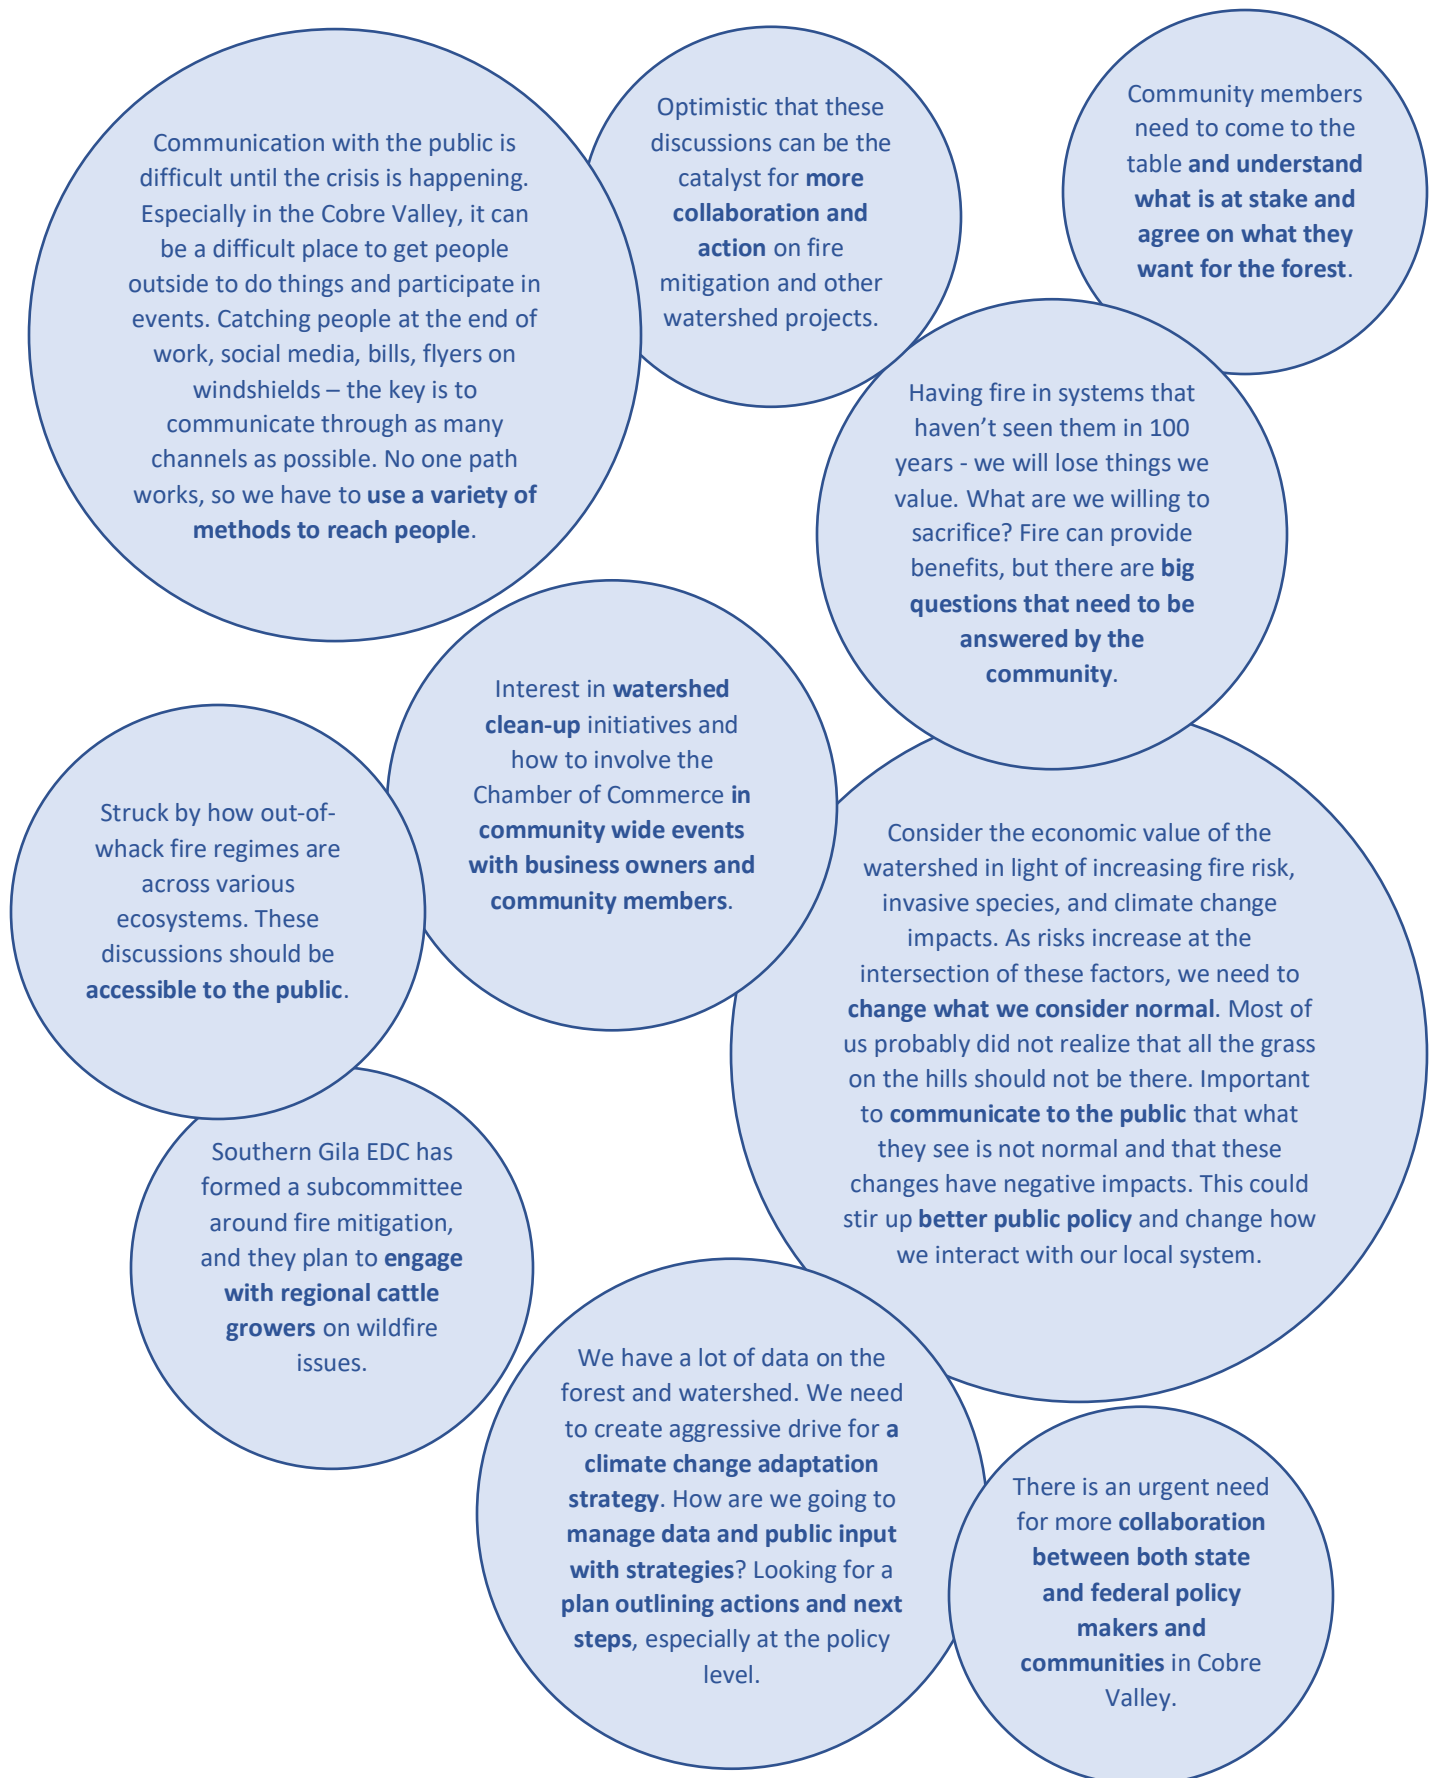 Communication with the public is
difficult until the crisis is happening.
Especially in the Cobre Valley, it can
be a difficult place to get people
outside to do things and participate in
events. Catching people at the end of
work, social media, bills, flyers on
windshields – the key is to
communicate through as many
channels as possible. No one path
works, so we have to use a variety of
methods to reach people.
Optimistic that these
discussions can be the
catalyst for more
collaboration and
action on fire
mitigation and other
watershed projects.
Community members
need to come to the
table and understand
what is at stake and
agree on what they
want for the forest.
Having fire in systems that
haven’t seen them in 100
years - we will lose things we
value. What are we willing to
sacrifice? Fire can provide
benefits, but there are big
questions that need to be
answered by the
community.
Interest in watershed
clean-up initiatives and
how to involve the
Chamber of Commerce in
community wide events
with business owners and
community members.
Struck by how out-of-
whack fire regimes are
across various
ecosystems. These
discussions should be
accessible to the public.
Consider the economic value of the
watershed in light of increasing fire risk,
invasive species, and climate change
impacts. As risks increase at the
intersection of these factors, we need to
change what we consider normal. Most of
us probably did not realize that all the grass
on the hills should not be there. Important
to communicate to the public that what
they see is not normal and that these
changes have negative impacts. This could
stir up better public policy and change how
we interact with our local system.
Southern Gila EDC has
formed a subcommittee
around fire mitigation,
and they plan to engage
with regional cattle
growers on wildfire
issues.
We have a lot of data on the
forest and watershed. We need
to create aggressive drive for a
climate change adaptation
strategy. How are we going to
manage data and public input
with strategies? Looking for a
plan outlining actions and next
steps, especially at the policy
level.
There is an urgent need
for more collaboration
between both state
and federal policy
makers and
communities in Cobre
Valley.